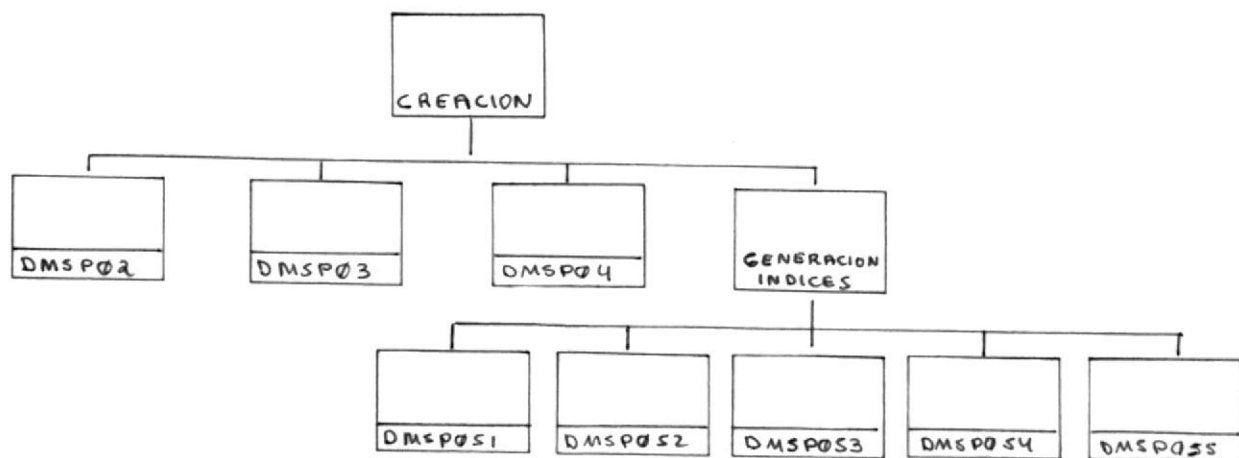 CREACION
DMSPØ2
DMSPØ3
DMSPØ4
GENERACION
INDICES
DMSPØ51
DMSPØ52
DMSPØ53
DMSPØ54
DMSPØ55